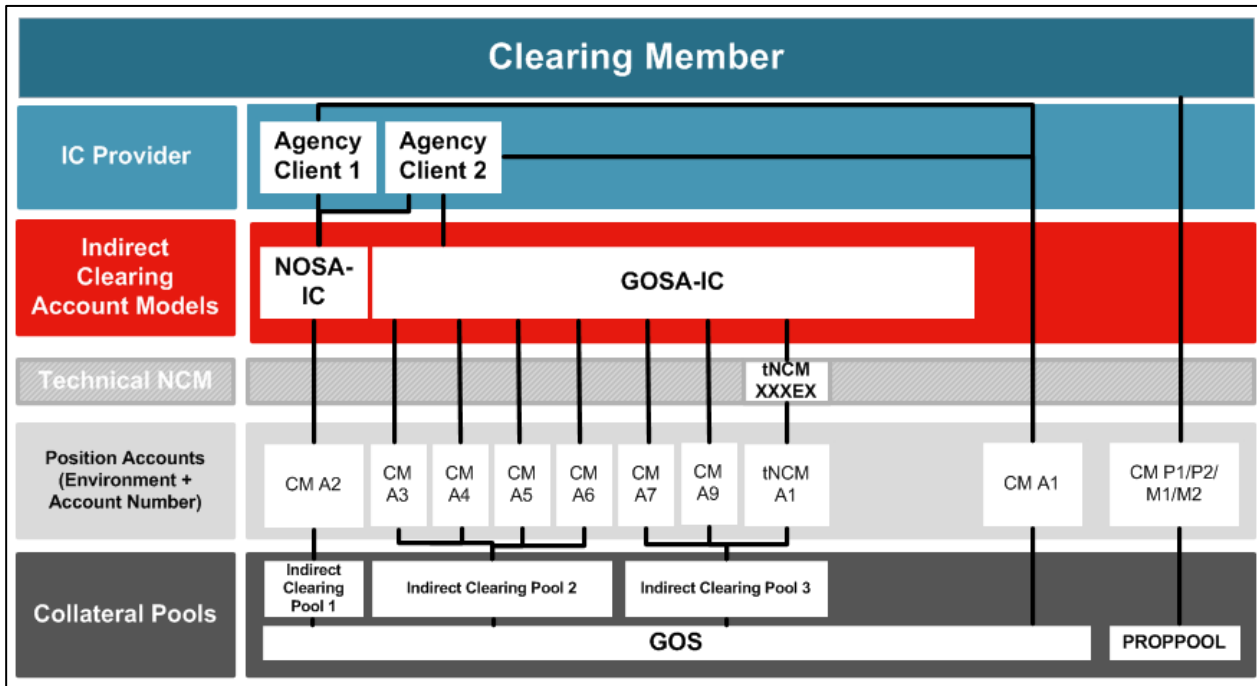 Clearing Member
IC Provider
Agency
Client 1
Agency
Client 2
Indirect
Clearing
Account Models
NOSA-
IC
GOSA-IC
Technical NCM
tNCM
XXXEX
Position Accounts
(Environment +
Account Number)
CM A2
CM
A3
CM
A4
CM
A5
CM
A6
CM
A7
CM
A9
tNCM
A1
CM A1
CM P1/P2/
M1/M2
Collateral Pools
Indirect
Clearing
Pool 1
Indirect Clearing Pool 2
Indirect Clearing Pool 3
GOS
PROPPOOL